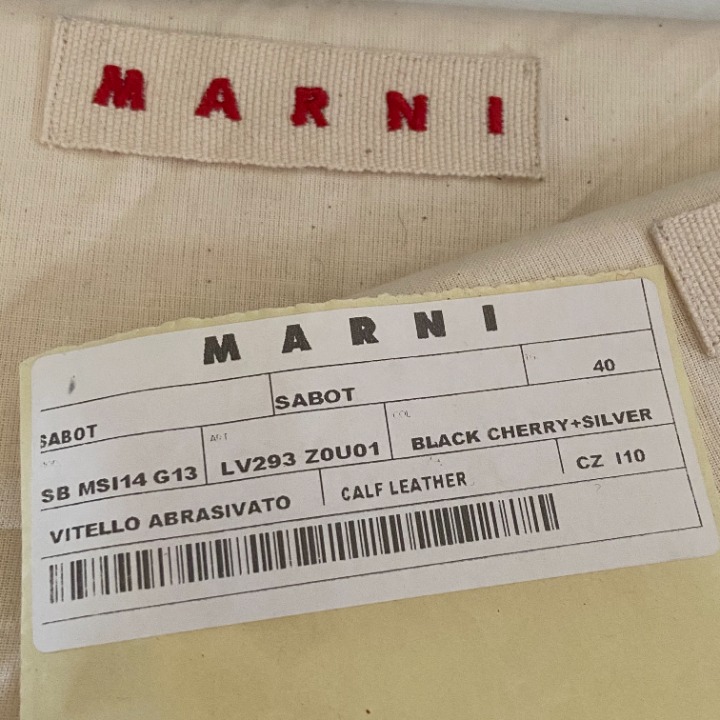 MARNI
MARNI
SABOT SABOT 40
SB MSI14 G13 LV293 Z0U01 BLACK CHERRY+SILVER
VITELLO ABRASIVATO CALF LEATHER CZ I10